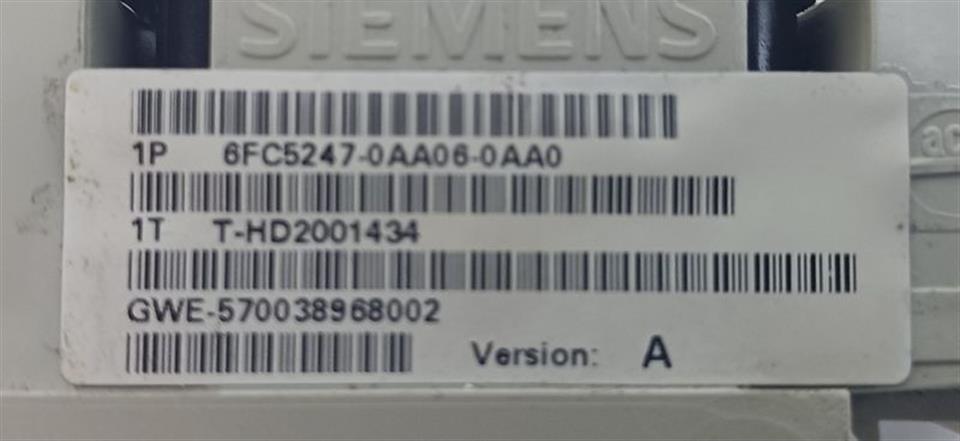 SIEMENS
1P 6FC5247-0AA06-0AA0
1T T-HD2001434
GWE-570038968002
Version: A